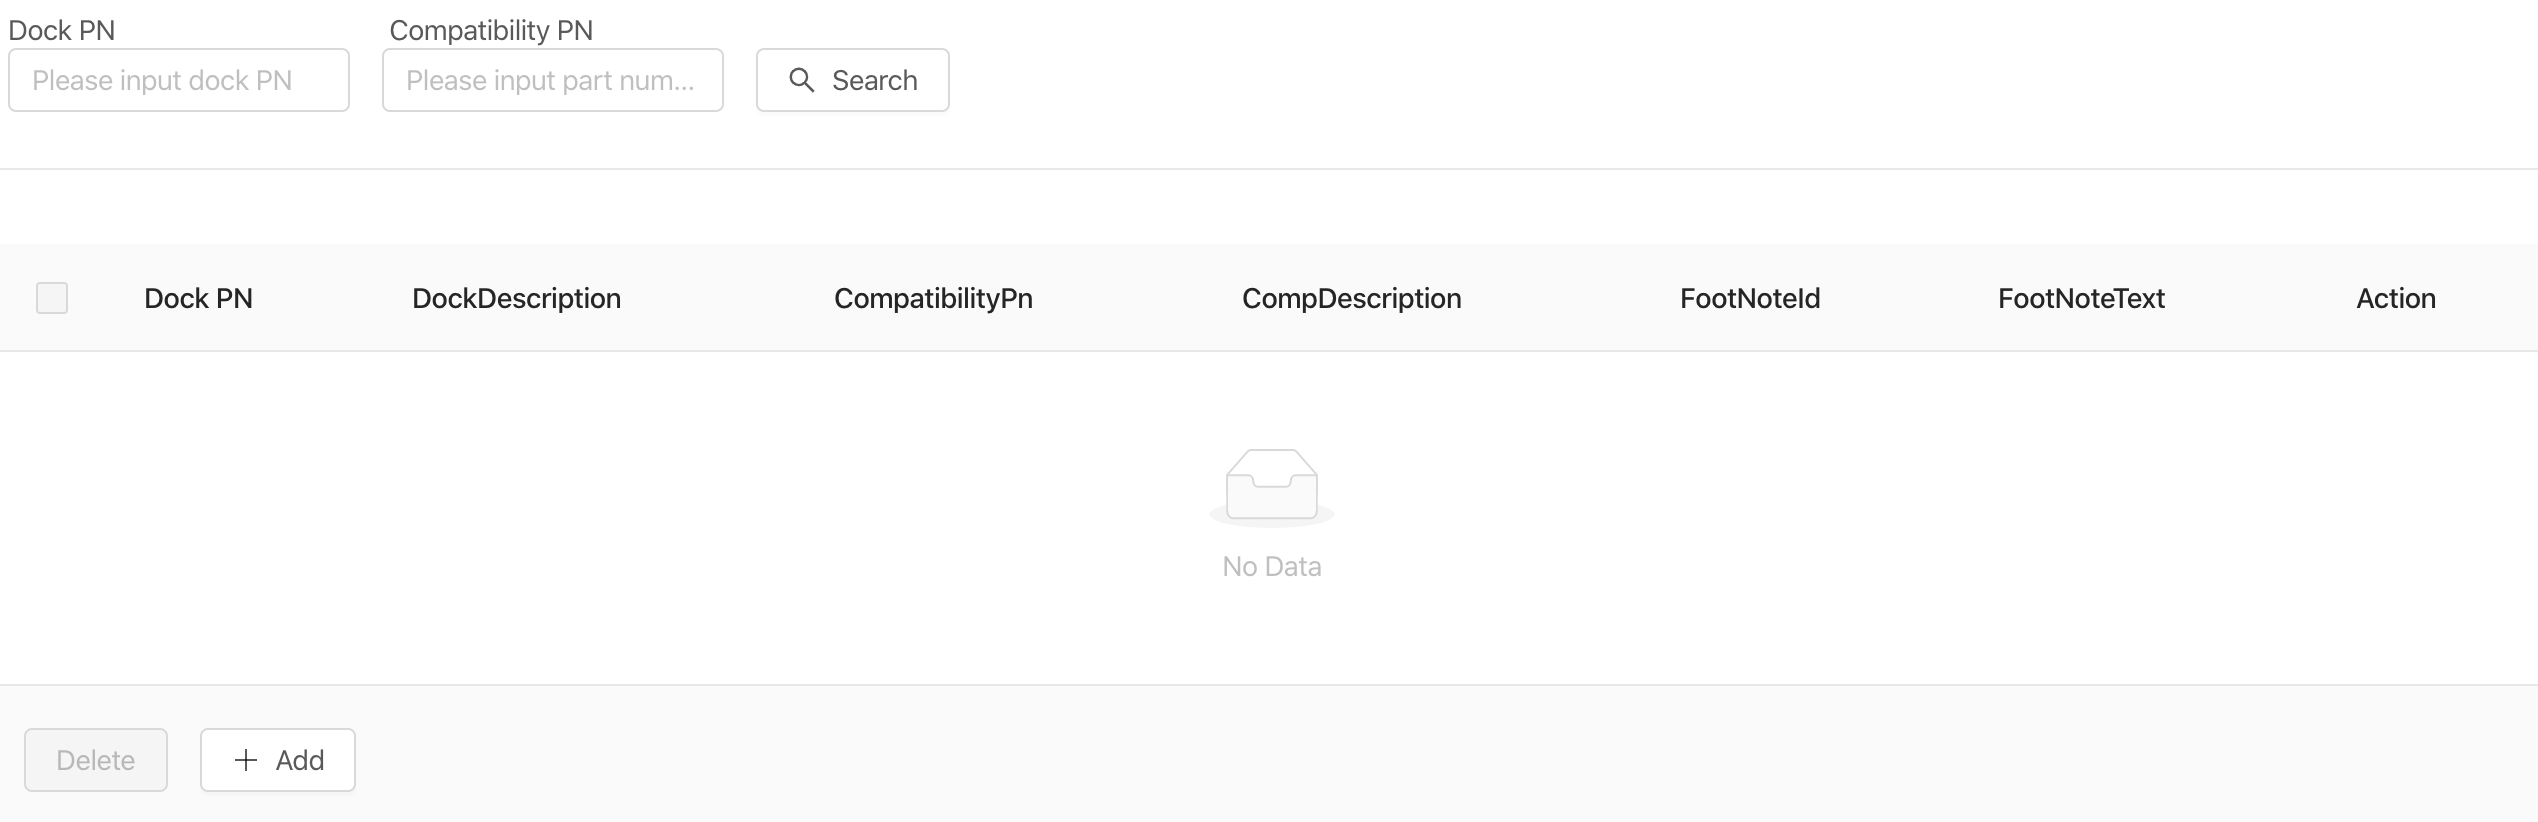 Dock PN Compatibility PN
Please input dock PN Please input part num... Search
Dock PN DockDescription CompatibilityPn CompDescription FootNoteId FootNoteText Action
No Data
Delete Add